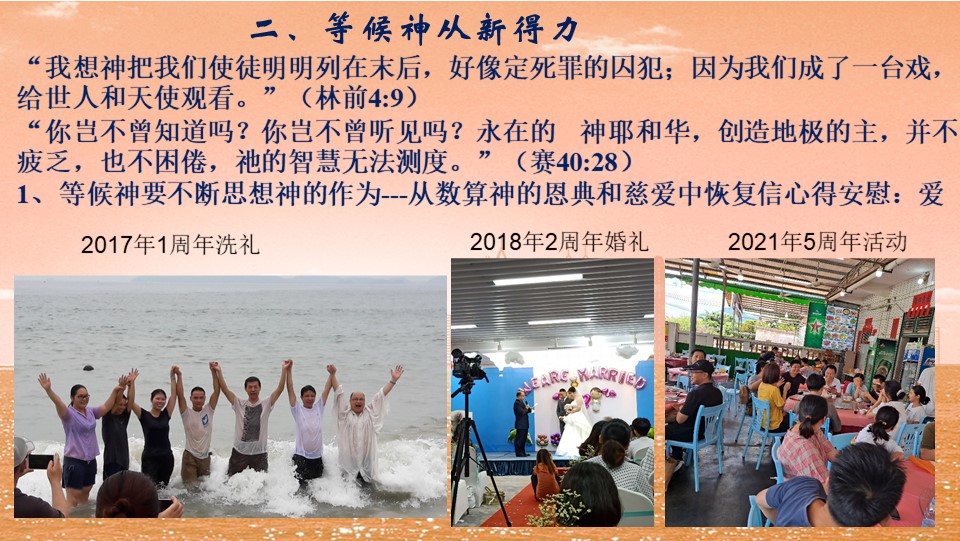 二、等候神从新得力
“我想神把我们使徒明明列在末后，好像定死罪的囚犯；因为我们成了一台戏，
给世人和天使观看。”（林前4:9）
“你岂不曾知道吗？你岂不曾听见吗？永在的　神耶和华，创造地极的主，并不
疲乏，也不困倦，祂的智慧无法测度。”（赛40:28）
1、等候神要不断思想神的作为---从数算神的恩典和慈爱中恢复信心得安慰：爱
2017年1周年洗礼
2018年2周年婚礼
2021年5周年活动
WE ARE MARRIED